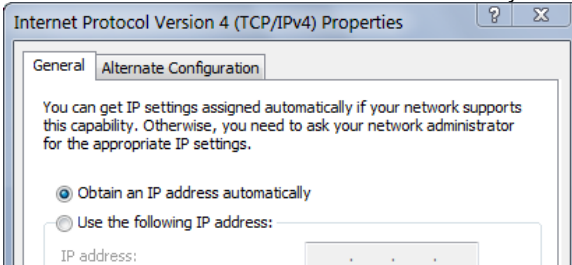 Internet Protocol Version 4 (TCP/IPv4) Properties
General Alternate Configuration
You can get IP settings assigned automatically if your network supports
this capability. Otherwise, you need to ask your network administrator
for the appropriate IP settings.
Obtain an IP address automatically
Use the following IP address:
IP address: